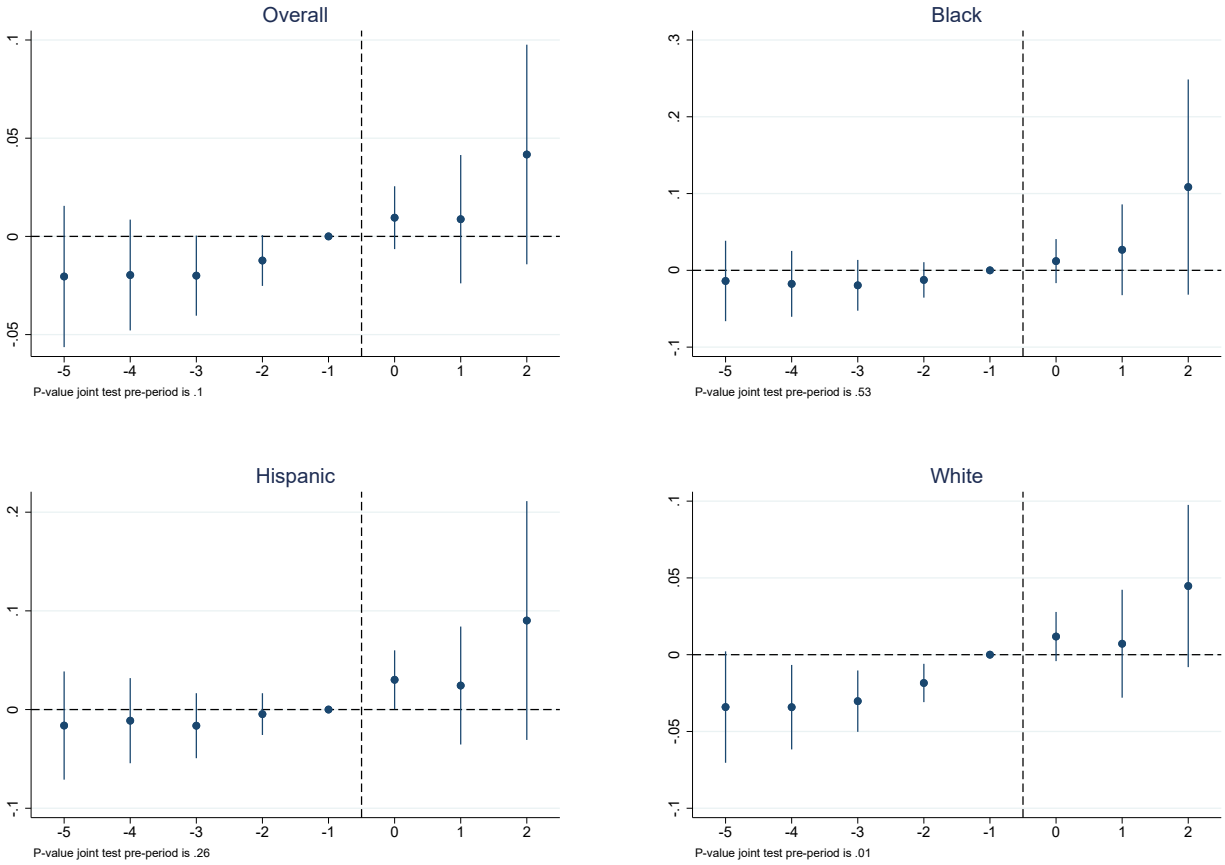 Overall
.1
.05
0
-.05
-5 -4 -3 -2 -1 0 1 2
P-value joint test pre-period is .1
Black
.3
.2
.1
0
-.1
-5 -4 -3 -2 -1 0 1 2
P-value joint test pre-period is .53
Hispanic
.2
.1
0
-.1
-5 -4 -3 -2 -1 0 1 2
P-value joint test pre-period is .26
White
.1
.05
0
-.05
-.1
-5 -4 -3 -2 -1 0 1 2
P-value joint test pre-period is .01